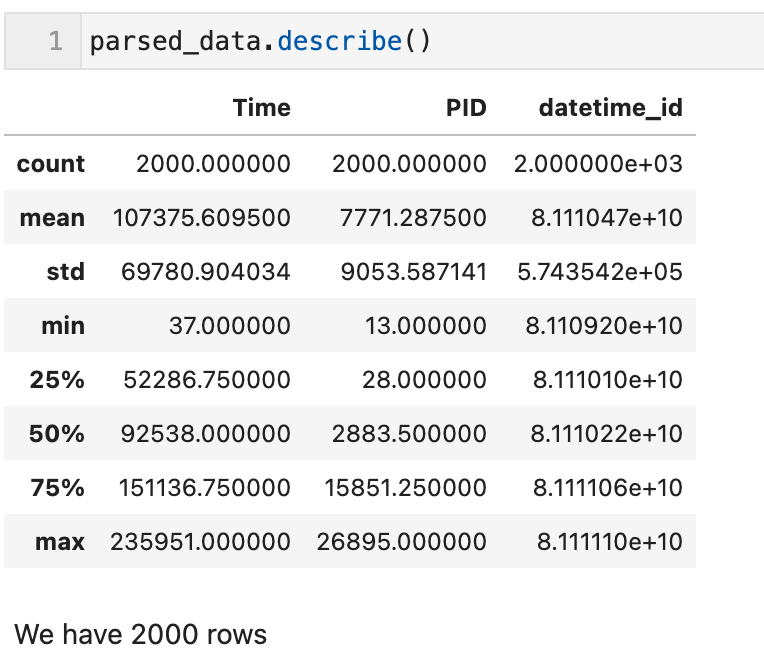 1 parsed_data.describe()
Time PID datetime_id
count 2000.000000 2000.000000 2.000000e+03
mean 107375.609500 7771.287500 8.111047e+10
std 69780.904034 9053.587141 5.743542e+05
min 37.000000 13.000000 8.110920e+10
25% 52286.750000 28.000000 8.111010e+10
50% 92538.000000 2883.500000 8.111022e+10
75% 151136.750000 15851.250000 8.111106e+10
max 235951.000000 26895.000000 8.111110e+10
We have 2000 rows